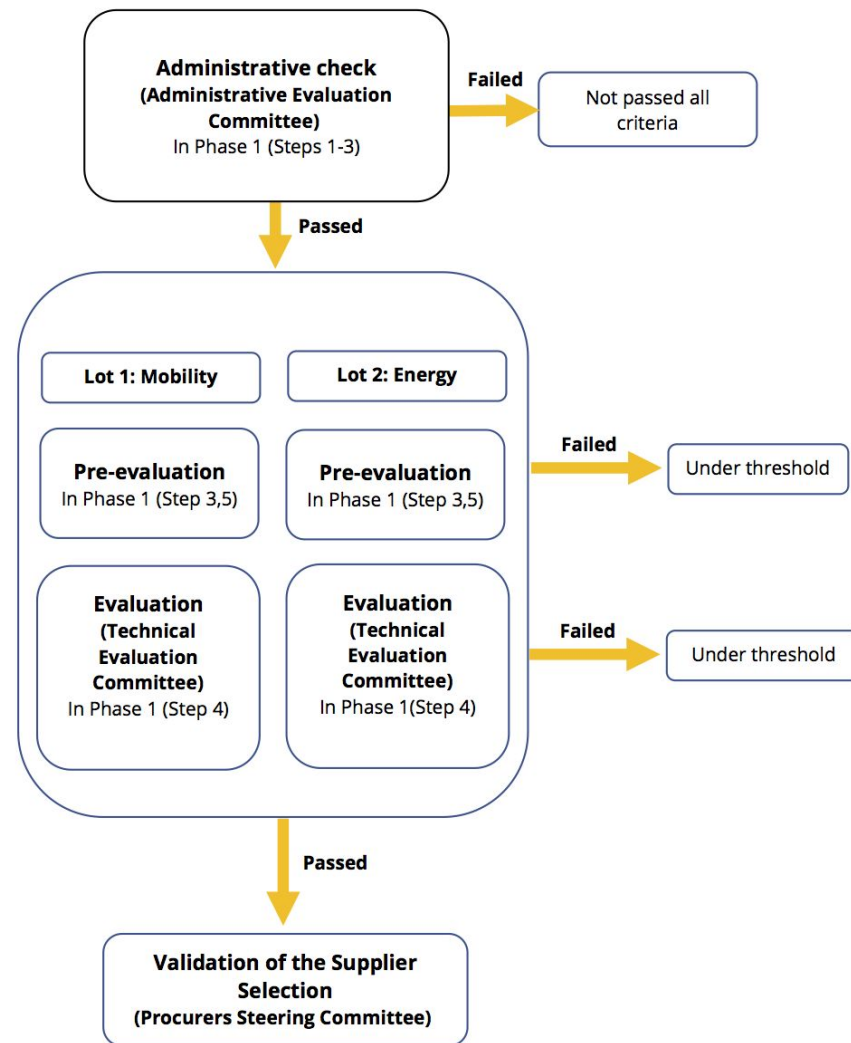 Administrative check
(Administrative Evaluation
Committee)
In Phase 1 (Steps 1-3)
Failed
Not passed all
criteria
Passed
Lot 1: Mobility
Lot 2: Energy
Pre-evaluation
In Phase 1 (Step 3,5)
Pre-evaluation
In Phase 1 (Step 3,5)
Failed
Under threshold
Evaluation
(Technical
Evaluation
Committee)
In Phase 1 (Step 4)
Evaluation
(Technical
Evaluation
Committee)
In Phase 1(Step 4)
Failed
Under threshold
Passed
Validation of the Supplier
Selection
(Procurers Steering Committee)